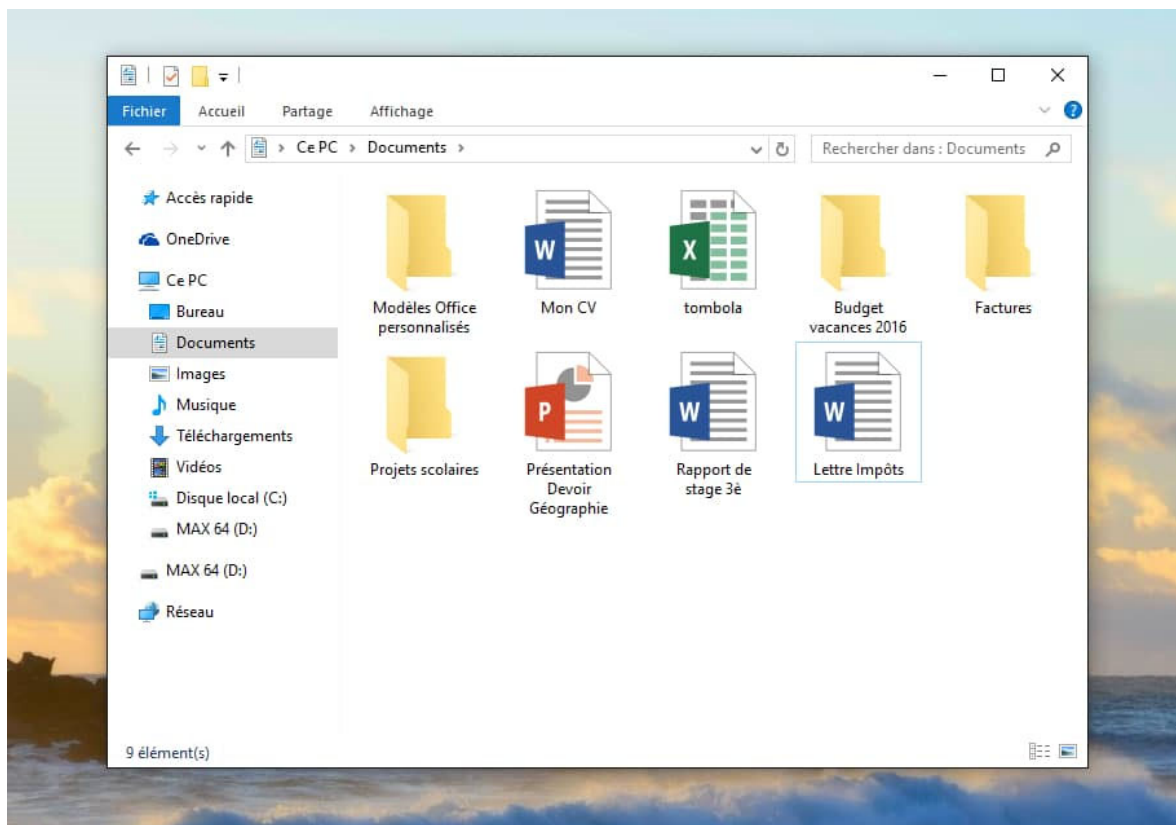 Fichier Accueil Partage Affichage
Ce PC Documents
Rechercher dans : Documents
Accès rapide
OneDrive
Ce PC
Bureau
Documents
Images
Musique
Téléchargements
Vidéos
Disque local (C:)
MAX 64 (D:)
MAX 64 (D:)
Réseau
Modèles Office
personnalisés
W
Mon CV
X
tombola
Budget
vacances 2016
Factures
Projets scolaires
P
Présentation
Devoir
Géographie
W
Rapport de
stage 3è
W
Lettre Impôts
9 élément(s)